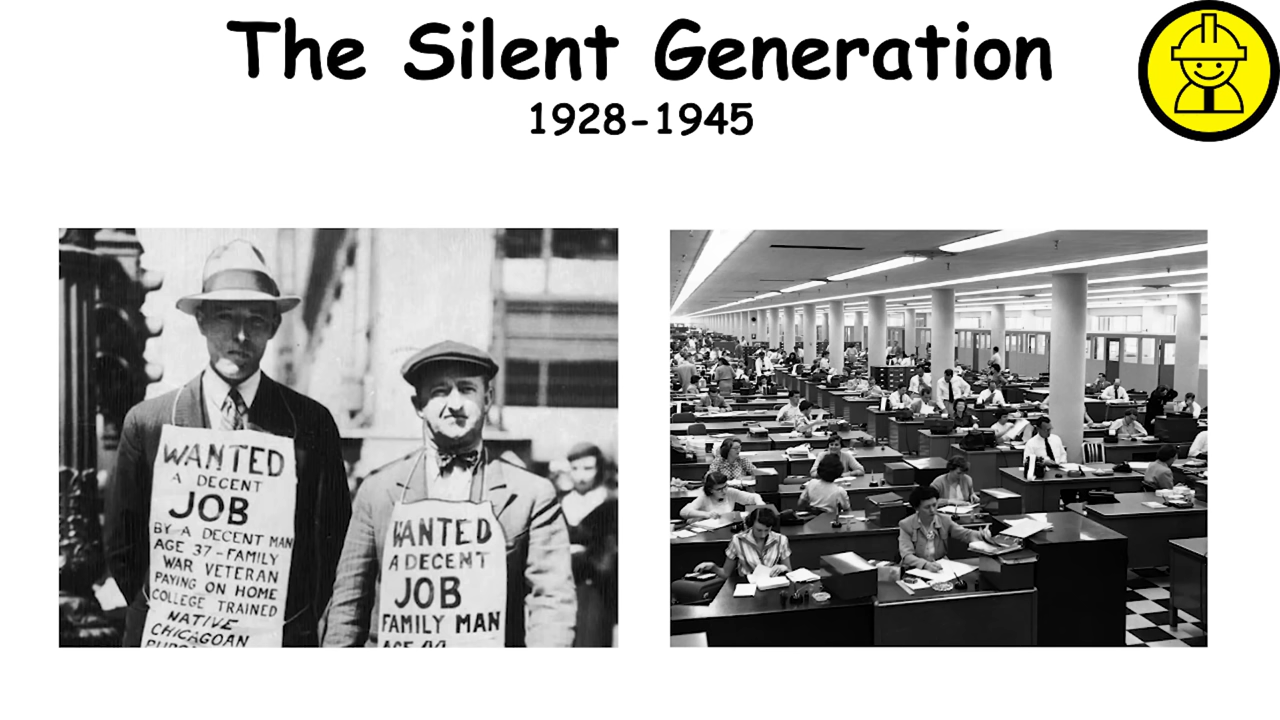 The Silent Generation
1928-1945
WANTED
A DECENT
JOB
BY A DECENT MAN
AGE 37-FAMILY
WAR VETERAN
PAYING ON HOME
COLLEGE TRAINED
NATIVE
CHICAGOAN
WANTED
A DECENT
JOB
FAMILY MAN